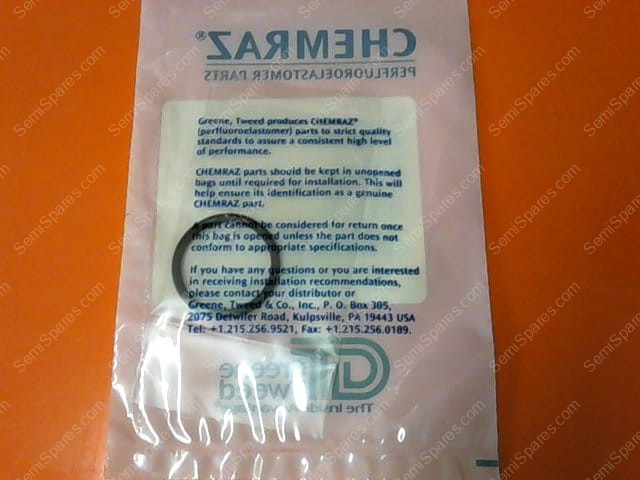 CHEMRAZ®
PERFLUOROELASTOMER PARTS
Greene, Tweed produces CHEMRAZ®
(perfluoroelastomer) parts to strict quality
standards to assure a consistent high level
of performance.
CHEMRAZ parts should be kept in unopened
bags until required for installation. This will
help ensure its identification as a genuine
CHEMRAZ part.
A part cannot be considered for return once
this bag is opened unless the part does not
conform to appropriate specifications.
If you have any questions or you are interested
in receiving installation recommendations,
please contact your distributor or
Greene, Tweed & Co., Inc., P. O. Box 305,
2075 Detwiler Road, Kulpsville, PA 19443 USA
Tel: +1.215.256.9521, Fax: +1.215.256.0189.
Greene
Tweed
The Inside Advantage
SemiSpares.com